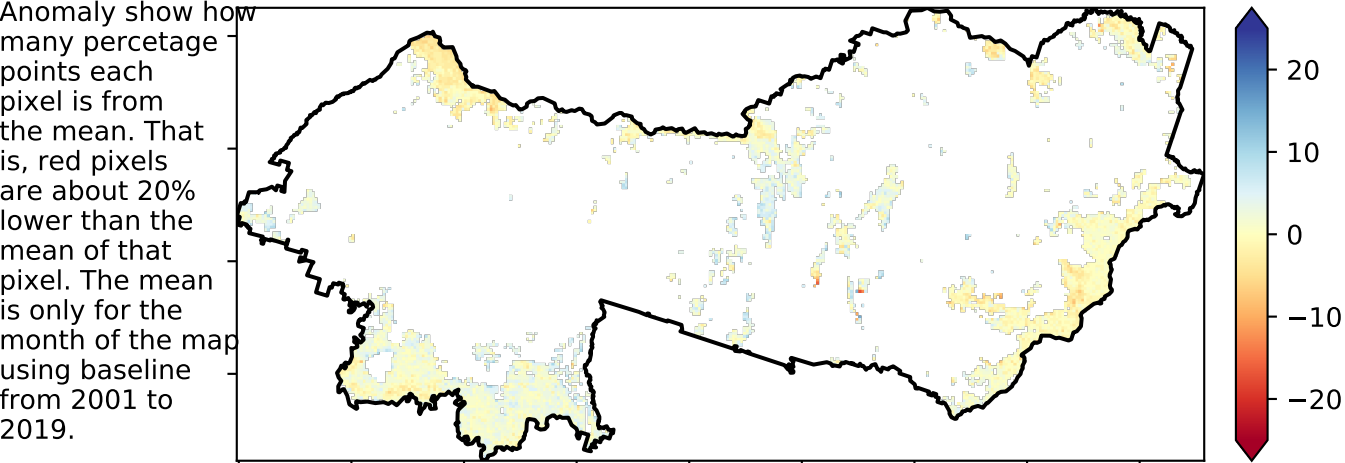 Anomaly show how
many percetage
points each
pixel is from
the mean. That
is, red pixels
are about 20%
lower than the
mean of that
pixel. The mean
is only for the
month of the map
using baseline
from 2001 to
2019.
20
10
0
−10
−20